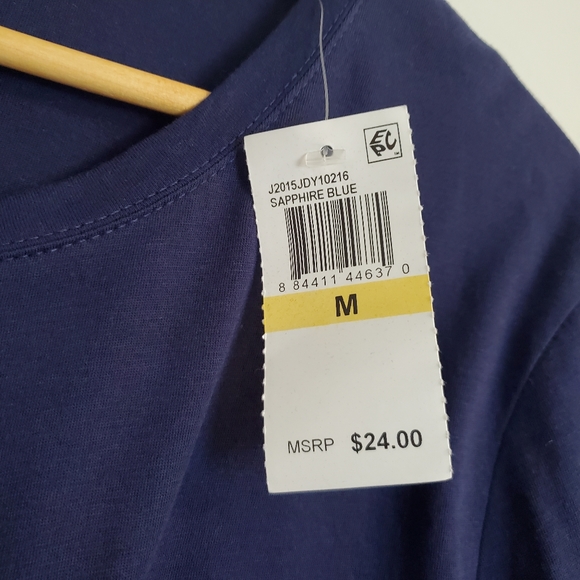 EPC
J2015JDY10216
SAPPHIRE BLUE
8 84411 44637 0
M
MSRP $24.00